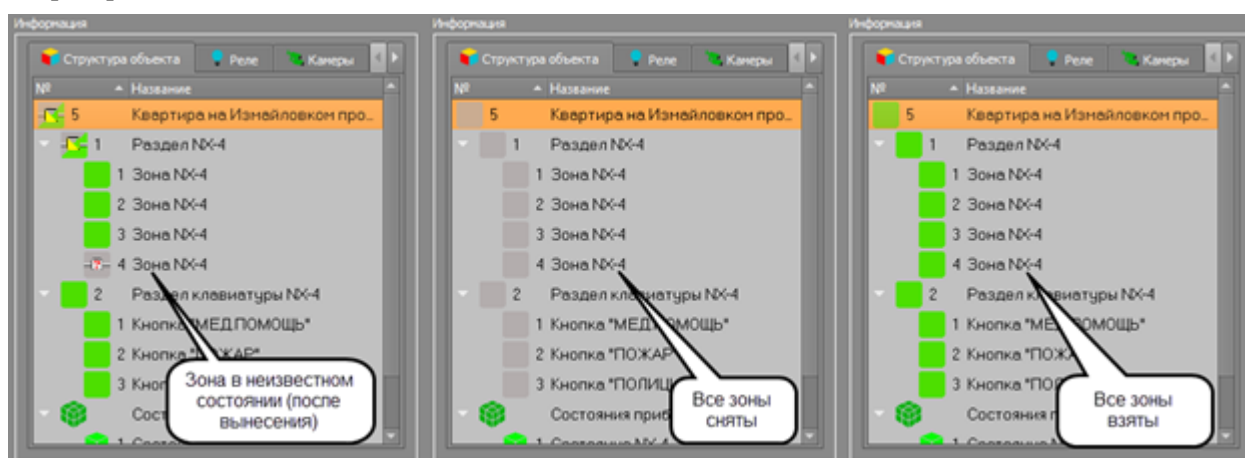 Информация
Структура объекта Реле Камеры
№ Название
5 Квартира на Измайловком про...
1 Раздел NX-4
1 Зона NX-4
2 Зона NX-4
3 Зона NX-4
4 Зона NX-4
2 Раздел клавиатуры NX-4
1 Кнопка "МЕД.ПОМОЩЬ"
2 Кнопка
3
Зона в неизвестном
состоянии (после
вынесения)
Информация
Структура объекта Реле Камеры
№ Название
5 Квартира на Измайловком про...
1 Раздел NX-4
1 Зона NX-4
2 Зона NX-4
3 Зона NX-4
4 Зона NX-4
2 Раздел клавиатуры NX-4
1 Кнопка "МЕД.ПОМОЩЬ"
2 Кнопка "ПОЖАР
3 Кнопка
Состояния
Все зоны
сняты
Информация
Структура объекта Реле Камеры
№ Название
5 Квартира на Измайловком про...
1 Раздел NX-4
1 Зона NX-4
2 Зона NX-4
3 Зона NX-4
4 Зона NX-4
2 Раздел клавиатуры NX-4
1 Кнопка
2 Кнопка
3 Кнопка
Состояния
Все зоны
взяты